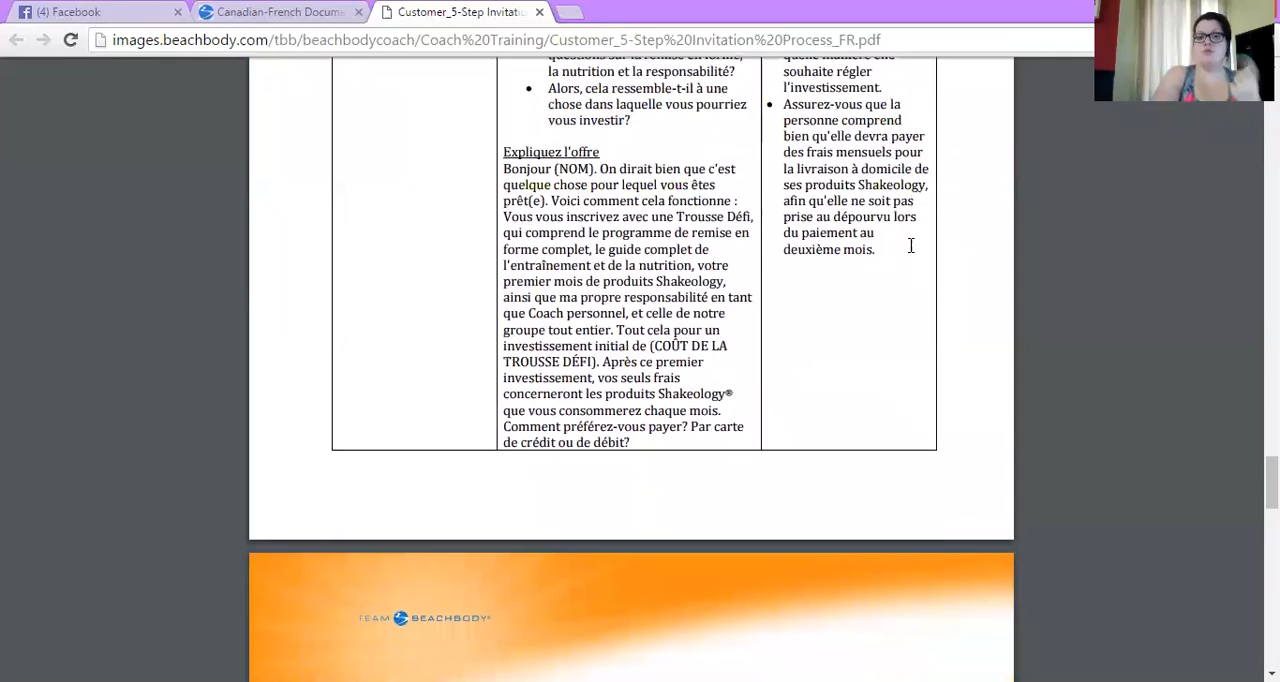 (4) Facebook
Canadian-French Docume
Customer_5-Step Invitati
images.beachbody.com/tbb/beachbodycoach/Coach%20Training/Customer_5-Step%20Invitation%20Process_FR.pdf
questions sur la remise en forme,
la nutrition et la responsabilité?
• Alors, cela ressemble-t-il à une
chose dans laquelle vous pourriez
vous investir?
Expliquez l'offre
Bonjour (NOM). On dirait bien que c'est
quelque chose pour lequel vous êtes
prêt(e). Voici comment cela fonctionne :
Vous vous inscrivez avec une Trousse Défi,
qui comprend le programme de remise en
forme complet, le guide complet de
l'entraînement et de la nutrition, votre
premier mois de produits Shakeology,
ainsi que ma propre responsabilité en tant
que Coach personnel, et celle de notre
groupe tout entier. Tout cela pour un
investissement initial de (COÛT DE LA
TROUSSE DÉFI). Après ce premier
investissement, vos seuls frais
concerneront les produits Shakeology®
que vous consommerez chaque mois.
Comment préférez-vous payer? Par carte
de crédit ou de débit?
quelle manière elle
souhaite régler
l'investissement.
• Assurez-vous que la
personne comprend
bien qu'elle devra payer
des frais mensuels pour
la livraison à domicile de
ses produits Shakeology,
afin qu'elle ne soit pas
prise au dépourvu lors
du paiement au
deuxième mois.
TEAM BEACHBODY®